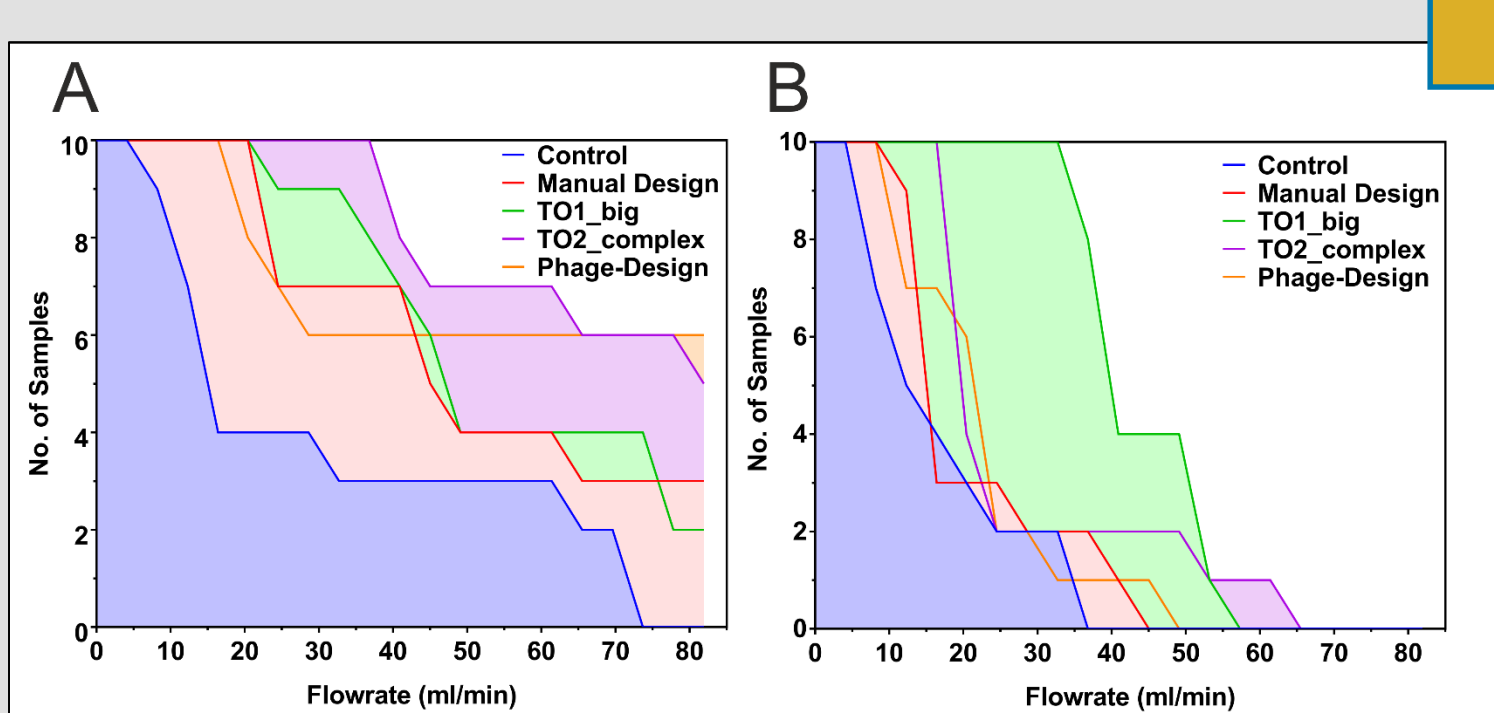 A
10
8
6
4
2
0
No. of Samples
0 10 20 30 40 50 60 70 80
Flowrate (ml/min)
Control
Manual Design
TO1_big
TO2_complex
Phage-Design
B
10
8
6
4
2
0
No. of Samples
0 10 20 30 40 50 60 70 80
Flowrate (ml/min)
Control
Manual Design
TO1_big
TO2_complex
Phage-Design